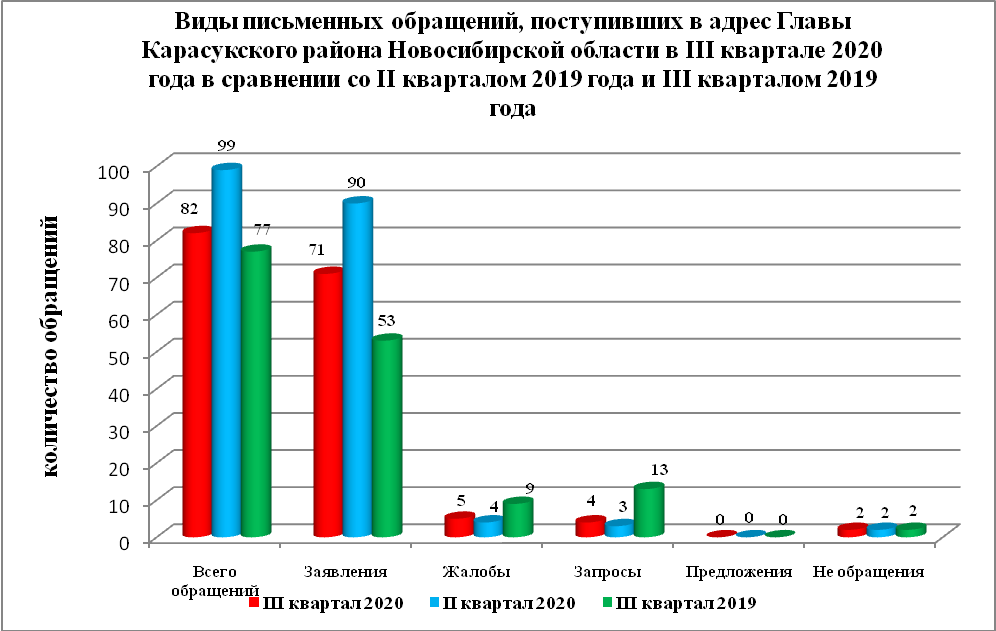 Виды письменных обращений, поступивших в адрес Главы
Карасукского района Новосибирской области в III квартале 2020
года в сравнении со II кварталом 2019 года и III кварталом 2019
года
количество обращений
100
90
80
70
60
50
40
30
20
10
0
82
99
77
71
90
53
5
4
9
4
3
13
0
0
0
2
2
2
Всего
обращений
Заявления
Жалобы
Запросы
Предложения
Не обращения
III квартал 2020
II квартал 2020
III квартал 2019